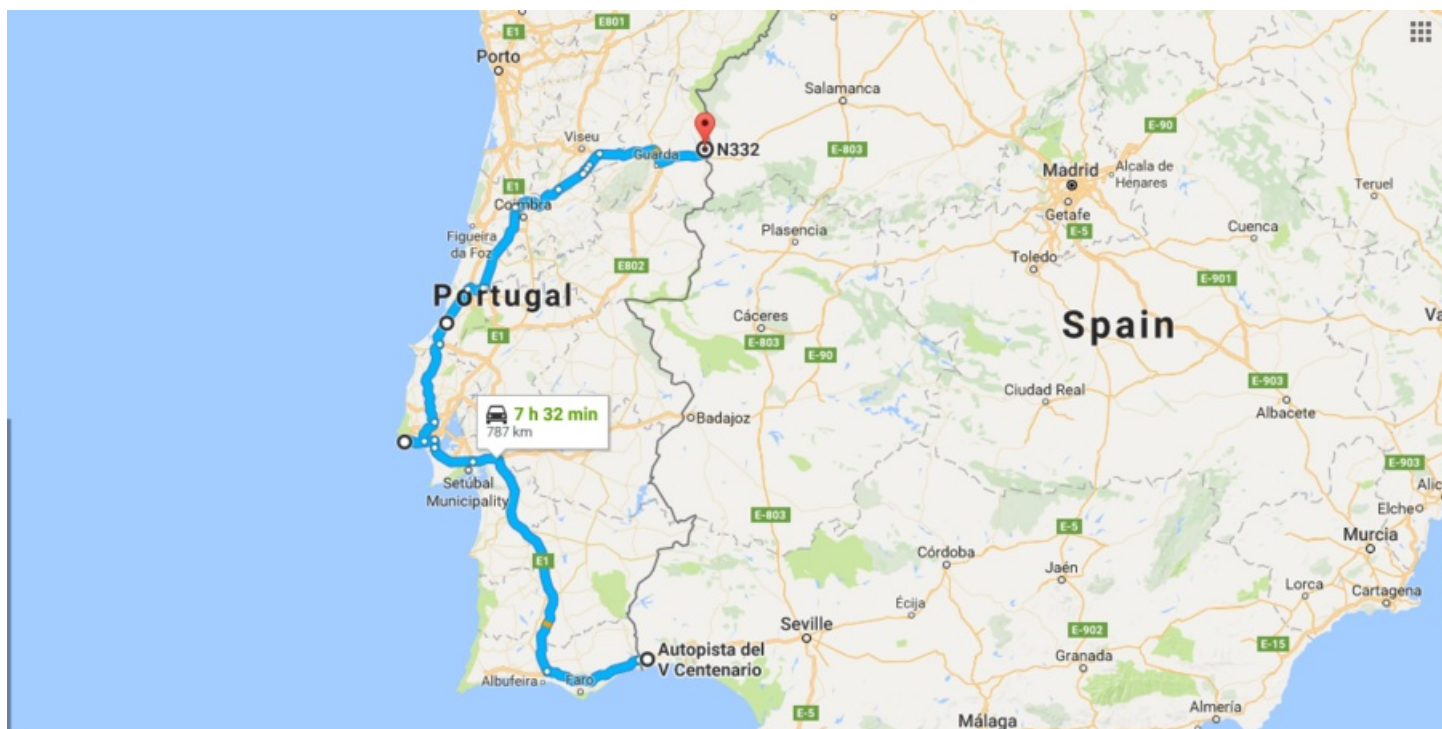 E801
E1
Porto
Salamanca
Viseu
Guarda
N332
E-803
E-90
Madrid
Alcala de
Henares
Teruel
E1
Coimbra
Getafe
E-5
Plasencia
Cuenca
Figueira
da Foz
E802
Toledo
E-901
Portugal
Cáceres
Spain
Va
E1
E-803
E-90
Ciudad Real
E-903
Albacete
7 h 32 min
787 km
Badajoz
E-903
Alic
Setúbal
Municipality
E-803
E-5
Elche
Murcia
E1
Córdoba
Jaén
Lorca
Cartagena
Écija
Seville
E-902
E-15
Autopista del
V Centenario
Granada
Albufeira
Faro
E-5
Málaga
Almería